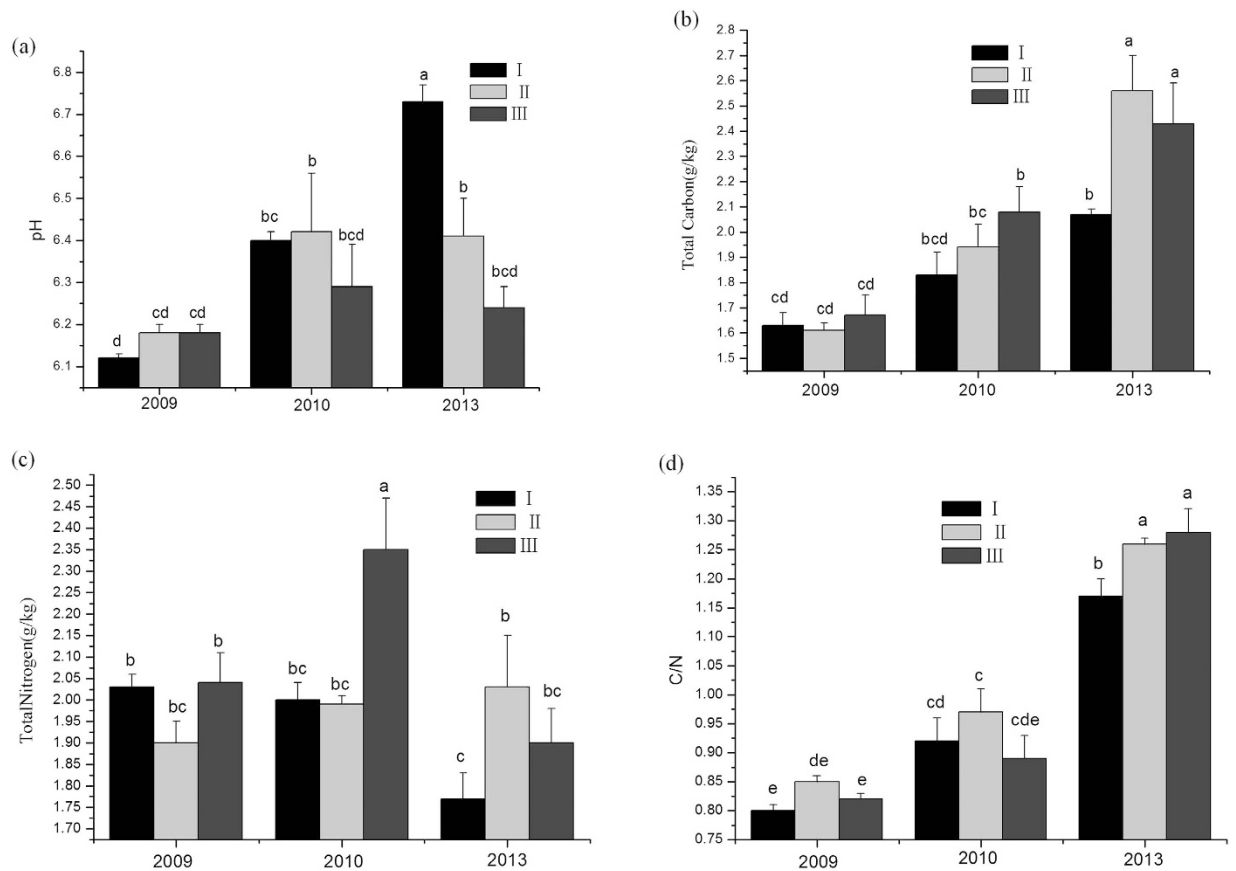 (a)
pH
6.8
6.7
6.6
6.5
6.4
6.3
6.2
6.1
I
II
III
d
cd
cd
bc
b
bcd
a
b
bcd
2009
2010
2013
(b)
Total Carbon(g/kg)
2.8
2.7
2.6
2.5
2.4
2.3
2.2
2.1
2.0
1.9
1.8
1.7
1.6
1.5
I
II
III
cd
cd
cd
bcd
bc
b
b
a
a
2009
2010
2013
(c)
TotalNitrogen(g/kg)
2.50
2.45
2.40
2.35
2.30
2.25
2.20
2.15
2.10
2.05
2.00
1.95
1.90
1.85
1.80
1.75
1.70
I
II
III
b
bc
b
bc
bc
a
c
b
bc
2009
2010
2013
(d)
C/N
1.35
1.30
1.25
1.20
1.15
1.10
1.05
1.00
0.95
0.90
0.85
0.80
0.75
I
II
III
e
de
e
cd
c
cde
b
a
a
2009
2010
2013